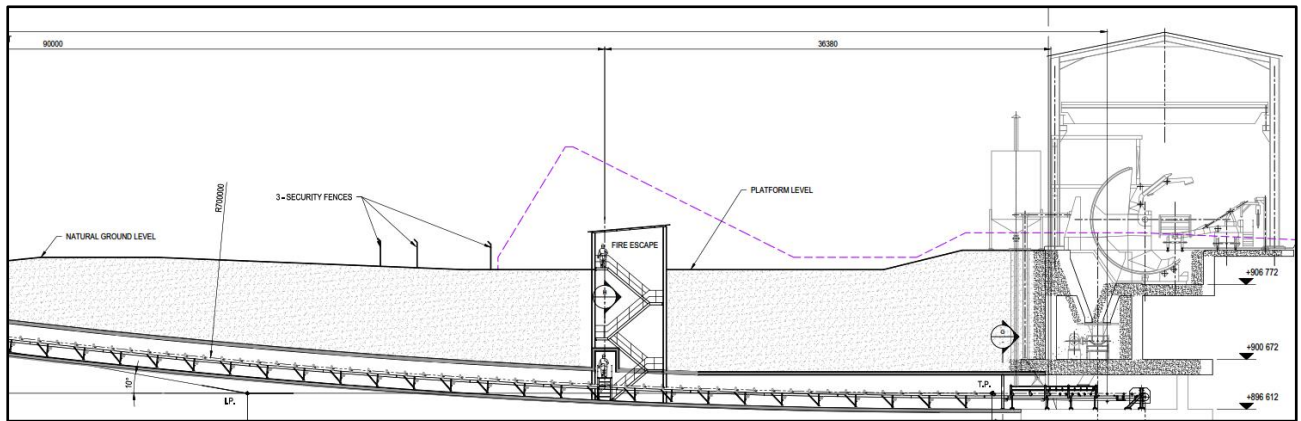 90000
36380
R700000
3 - SECURITY FENCES
PLATFORM LEVEL
NATURAL GROUND LEVEL
FIRE ESCAPE
+906 772
+900 672
10°
I.P.
T.P.
+896 612